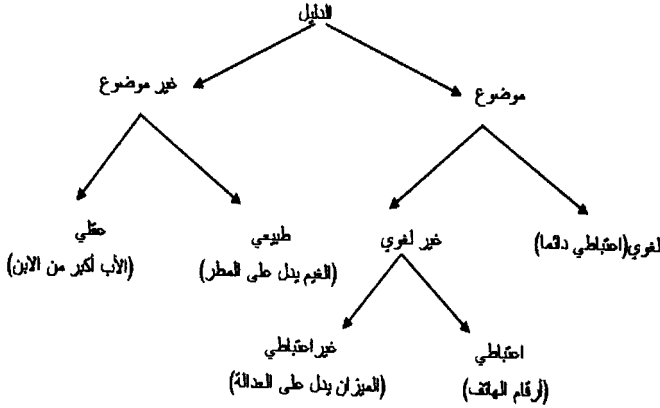 الدليل
موضوع
غير موضوع
لغوي(اعتباطي دائما)
غير لغوي
طبيعي
(الغيم يدل على المطر)
عقلي
(الأب أكبر من الابن)
اعتباطي
(أرقام الهاتف)
غير اعتباطي
(الميزان يدل على العدالة)